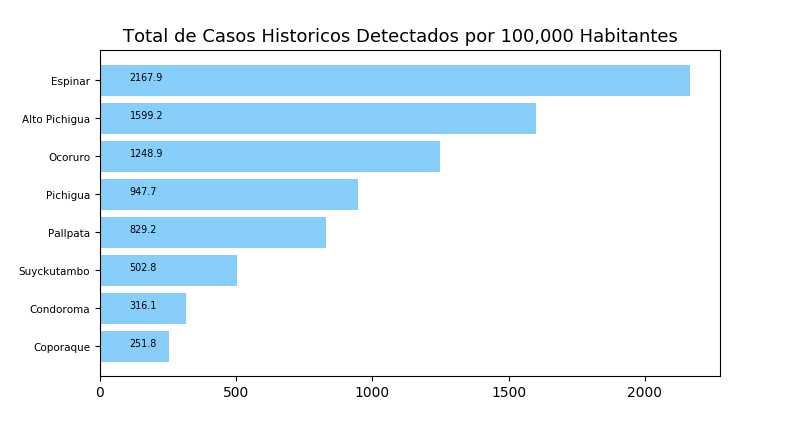 Total de Casos Historicos Detectados por 100,000 Habitantes
Espinar 2167.9
Alto Pichigua 1599.2
Ocoruro 1248.9
Pichigua 947.7
Pallpata 829.2
Suyckutambo 502.8
Condoroma 316.1
Coporaque 251.8
0 500 1000 1500 2000